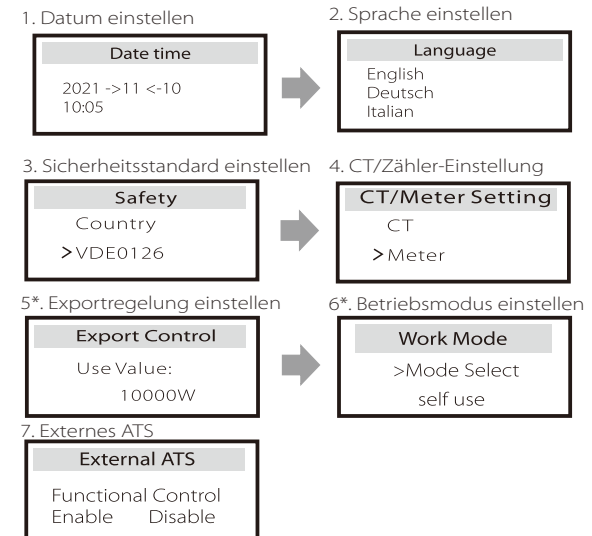 1. Datum einstellen
Date time
2021 ->11 <-10
10:05
2. Sprache einstellen
Language
English
Deutsch
Italian
3. Sicherheitsstandard einstellen
Safety
Country
>VDE0126
4. CT/Zähler-Einstellung
CT/Meter Setting
CT
>Meter
5*. Exportregelung einstellen
Export Control
Use Value:
10000W
6*. Betriebsmodus einstellen
Work Mode
>Mode Select
self use
7. Externes ATS
External ATS
Functional Control
Enable Disable